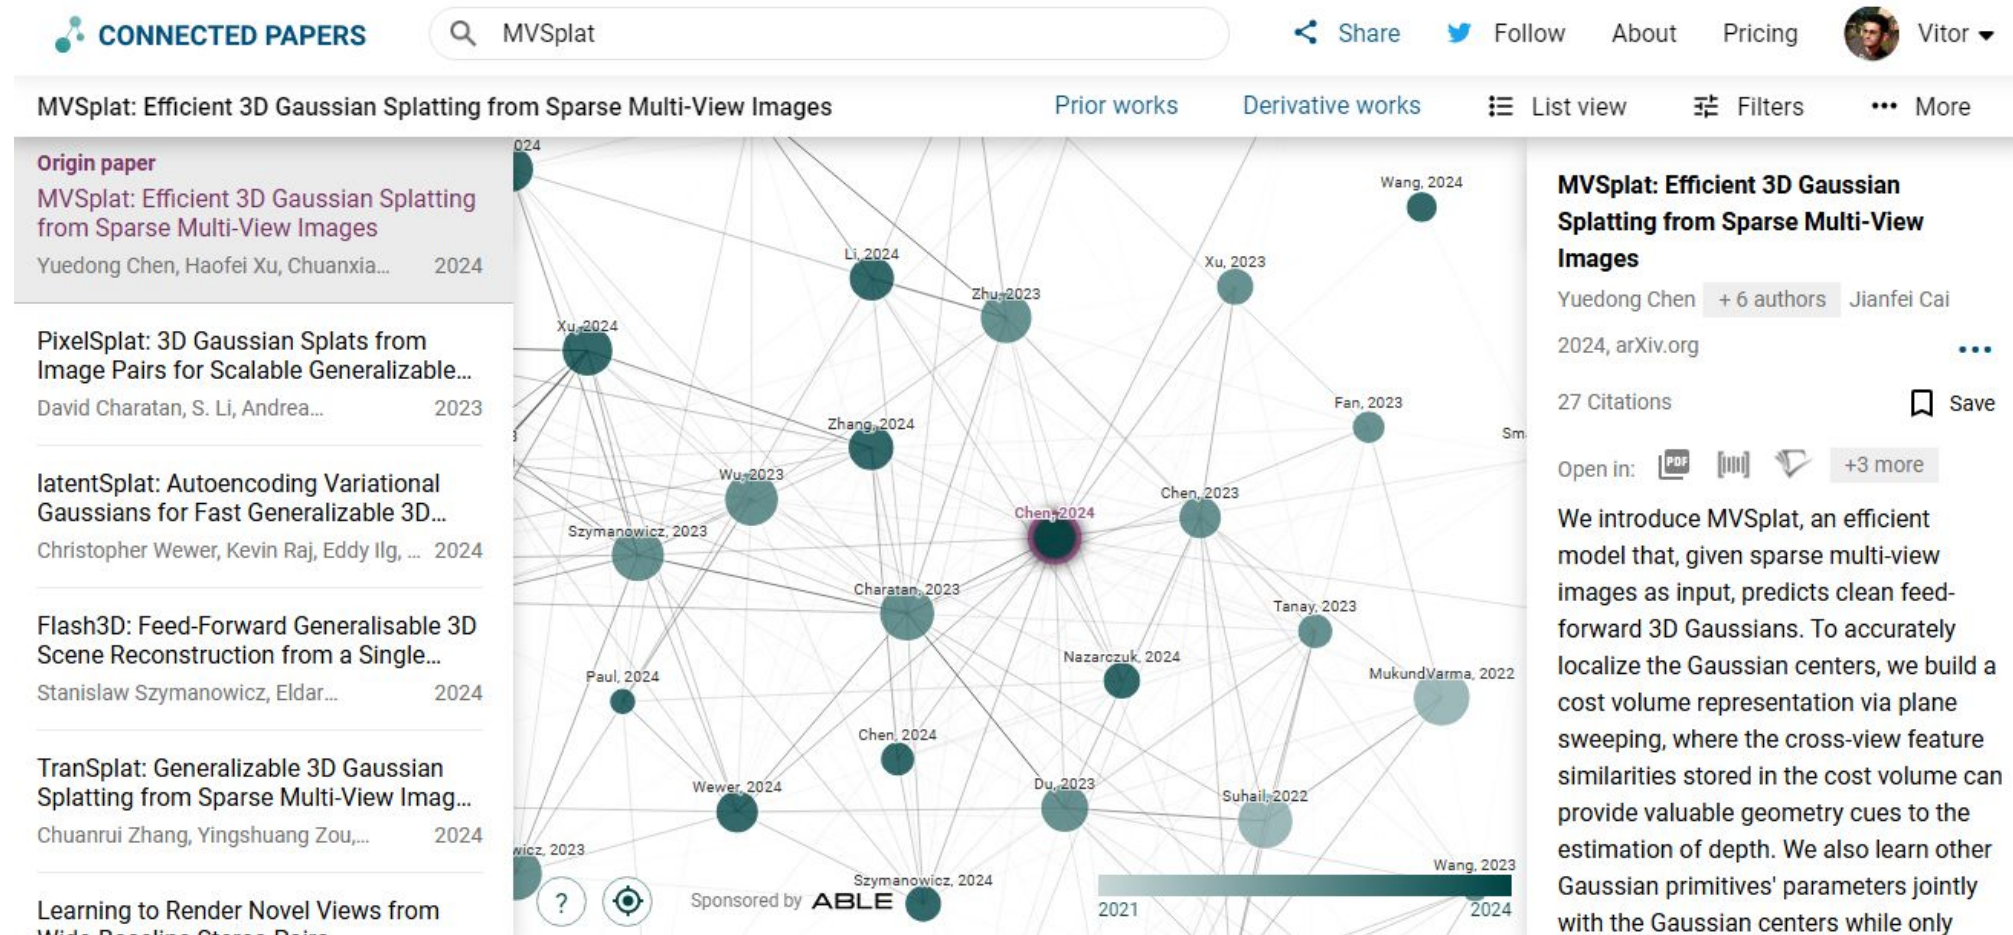 CONNECTED PAPERS
MVSplat
Share
Follow
About
Pricing
Vitor
MVSplat: Efficient 3D Gaussian Splatting from Sparse Multi-View Images
Prior works
Derivative works
List view
Filters
More
Origin paper
MVSplat: Efficient 3D Gaussian Splatting
from Sparse Multi-View Images
Yuedong Chen, Haofei Xu, Chuanxia... 2024
PixelSplat: 3D Gaussian Splats from
Image Pairs for Scalable Generalizable...
David Charatan, S. Li, Andrea... 2023
latentSplat: Autoencoding Variational
Gaussians for Fast Generalizable 3D...
Christopher Wewer, Kevin Raj, Eddy Ilg, ... 2024
Flash3D: Feed-Forward Generalisable 3D
Scene Reconstruction from a Single...
Stanislaw Szymanowicz, Eldar... 2024
TranSplat: Generalizable 3D Gaussian
Splatting from Sparse Multi-View Imag...
Chuanrui Zhang, Yingshuang Zou,... 2024
Learning to Render Novel Views from
Wide-Baseline Stereo Pairs
024
Wang, 2024
Li, 2024
Xu, 2023
Zhu, 2023
Xu, 2024
Fan, 2023
Zhang, 2024
Sm
Wu, 2023
Chen, 2023
Chen, 2024
Szymanowicz, 2023
Charatan, 2023
Tanay, 2023
Nazarczuk, 2024
MukundVarma, 2022
Paul, 2024
Chen, 2024
Wewer, 2024
Du, 2023
Suhail, 2022
wicz, 2023
Wang, 2023
Szymanowicz, 2024
?
Sponsored by ABLE
2021
2024
MVSplat: Efficient 3D Gaussian
Splatting from Sparse Multi-View
Images
Yuedong Chen + 6 authors Jianfei Cai
2024, arXiv.org
27 Citations
Save
Open in: PDF +3 more
We introduce MVSplat, an efficient
model that, given sparse multi-view
images as input, predicts clean feed-
forward 3D Gaussians. To accurately
localize the Gaussian centers, we build a
cost volume representation via plane
sweeping, where the cross-view feature
similarities stored in the cost volume can
provide valuable geometry cues to the
estimation of depth. We also learn other
Gaussian primitives' parameters jointly
with the Gaussian centers while only